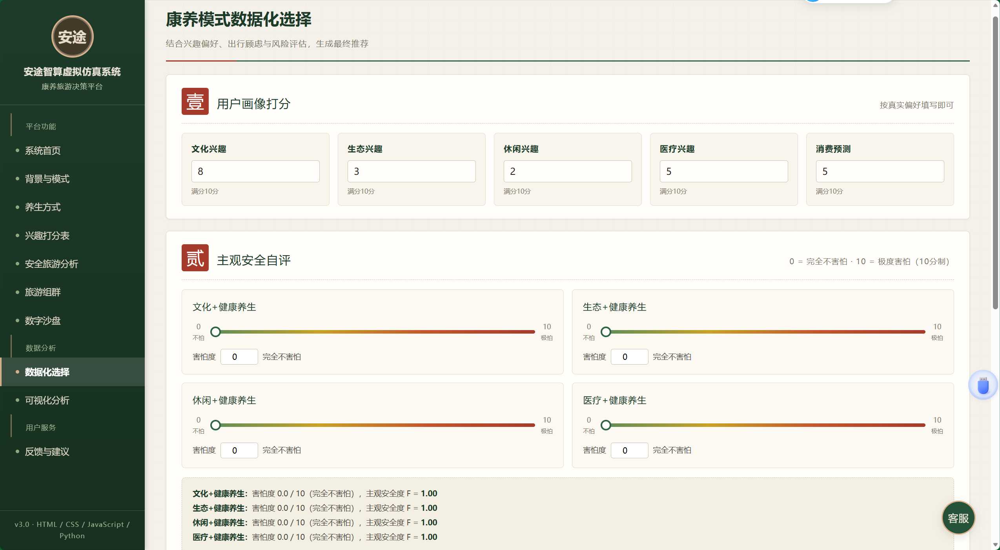 安途
安途智算虚拟仿真系统
康养旅游决策平台
平台功能
系统首页
背景与模式
养生方式
兴趣打分表
安全旅游分析
旅游组群
数字沙盘
数据分析
数据化选择
可视化分析
用户服务
反馈与建议
v3.0 · HTML / CSS / JavaScript /
Python
康养模式数据化选择
结合兴趣偏好、出行顾虑与风险评估，生成最终推荐
壹 用户画像打分 按真实偏好填写即可
文化兴趣
8
满分10分
生态兴趣
3
满分10分
休闲兴趣
2
满分10分
医疗兴趣
5
满分10分
消费预测
5
满分10分
贰 主观安全自评 0 = 完全不害怕 · 10 = 极度害怕（10分制）
文化+健康养生
0 10
不怕 极怕
害怕度 0 完全不害怕
生态+健康养生
0 10
不怕 极怕
害怕度 0 完全不害怕
休闲+健康养生
0 10
不怕 极怕
害怕度 0 完全不害怕
医疗+健康养生
0 10
不怕 极怕
害怕度 0 完全不害怕
文化+健康养生：害怕度 0.0 / 10（完全不害怕），主观安全度 F = 1.00
生态+健康养生：害怕度 0.0 / 10（完全不害怕），主观安全度 F = 1.00
休闲+健康养生：害怕度 0.0 / 10（完全不害怕），主观安全度 F = 1.00
医疗+健康养生：害怕度 0.0 / 10（完全不害怕），主观安全度 F = 1.00
客服